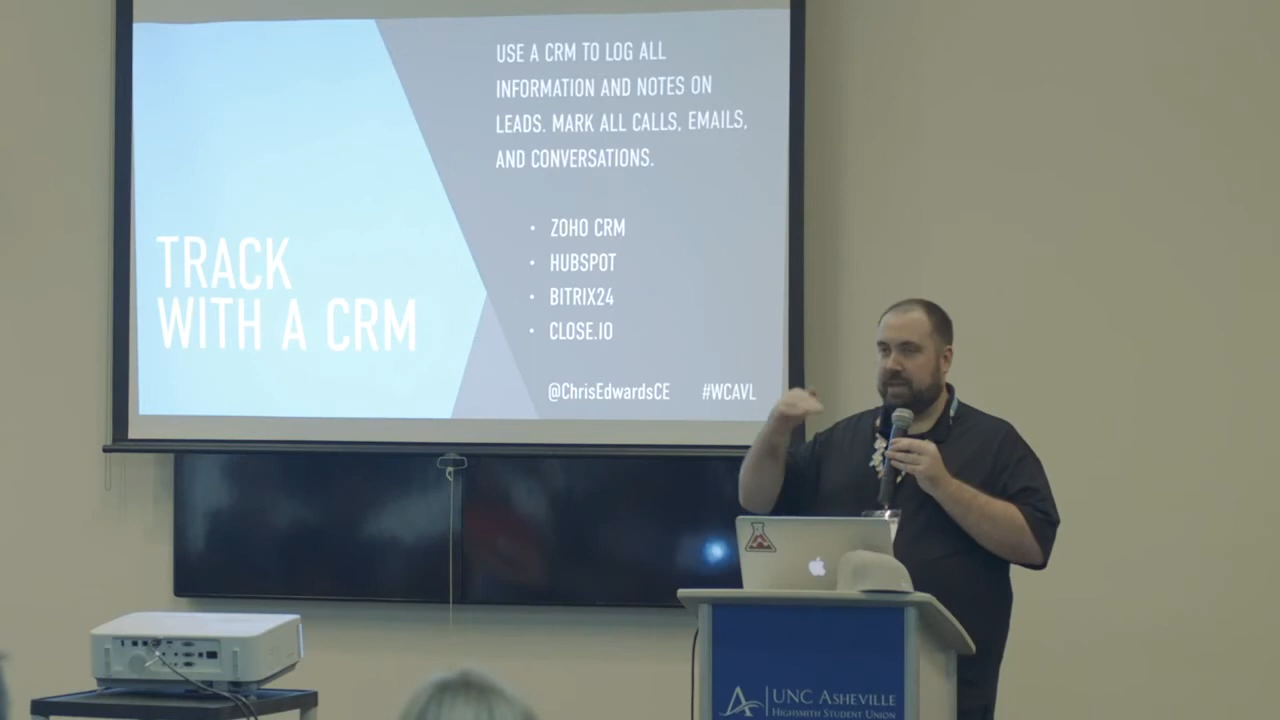 USE A CRM TO LOG ALL
INFORMATION AND NOTES ON
LEADS. MARK ALL CALLS, EMAILS,
AND CONVERSATIONS.
• ZOHO CRM
• HUBSPOT
• BITRIX24
• CLOSE.IO
TRACK
WITH A CRM
@ChrisEdwardsCE #WCAVL
UNC ASHEVILLE
HIGHSMITH STUDENT UNION